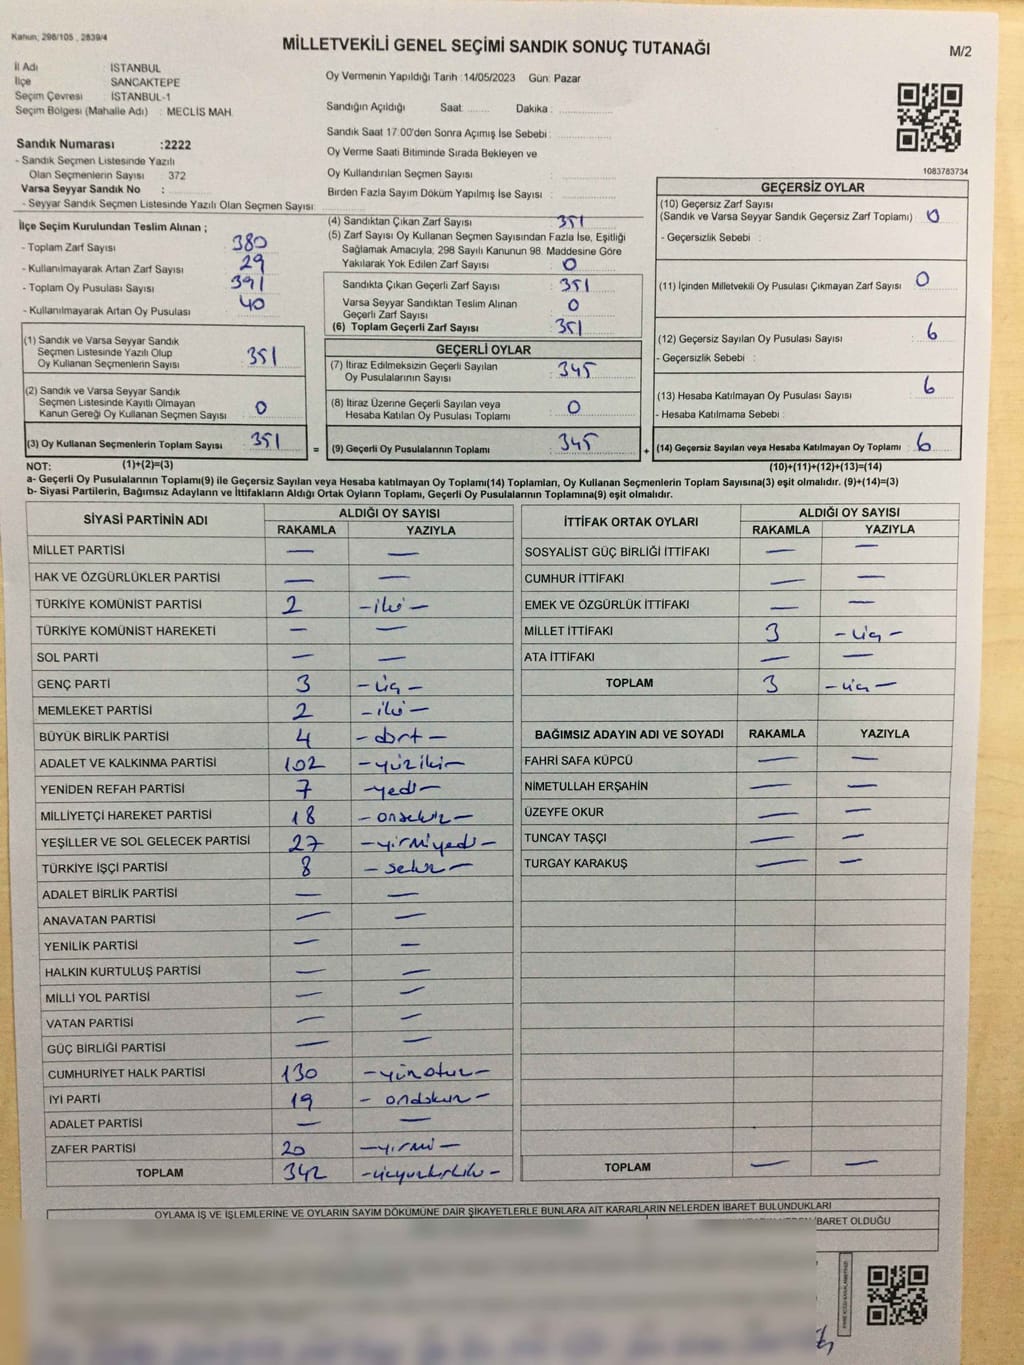 Kanun; 298/105 , 2839/4
MİLLETVEKİLİ GENEL SEÇİMİ SANDIK SONUÇ TUTANAĞI
M/2
İl Adı : İSTANBUL
İlçe : SANCAKTEPE
Seçim Çevresi : İSTANBUL-1
Seçim Bölgesi (Mahalle Adı) : MECLİS MAH.
Sandık Numarası :2222
- Sandık Seçmen Listesinde Yazılı
Olan Seçmenlerin Sayısı 372
Varsa Seyyar Sandık No :
- Seyyar Sandık Seçmen Listesinde Yazılı Olan Seçmen Sayısı:
Oy Vermenin Yapıldığı Tarih :14/05/2023 Gün: Pazar
Sandığın Açıldığı Saat: Dakika:
Sandık Saat 17:00'den Sonra Açımış İse Sebebi:
Oy Verme Saati Bitiminde Sırada Bekleyen ve
Oy Kullandırılan Seçmen Sayısı :
Birden Fazla Sayım Döküm Yapılmış İse Sayısı :
1083783734
İlçe Seçim Kurulundan Teslim Alınan ;
- Toplam Zarf Sayısı : 380
- Kullanılmayarak Artan Zarf Sayısı : 29
- Toplam Oy Pusulası Sayısı : 391
- Kullanılmayarak Artan Oy Pusulası : 40
(1) Sandık ve Varsa Seyyar Sandık
Seçmen Listesinde Yazılı Olup
Oy Kullanan Seçmenlerin Sayısı : 351
(2) Sandık ve Varsa Seyyar Sandık
Seçmen Listesinde Kayıtlı Olmayan
Kanun Gereği Oy Kullanan Seçmen Sayısı : 0
(3) Oy Kullanan Seçmenlerin Toplam Sayısı : 351
(1)+(2)=(3)
(4) Sandıktan Çıkan Zarf Sayısı : 351
(5) Zarf Sayısı Oy Kullanan Seçmen Sayısından Fazla İse, Eşitliği
Sağlamak Amacıyla, 298 Sayılı Kanunun 98. Maddesine Göre
Yakılarak Yok Edilen Zarf Sayısı : 0
Sandıkta Çıkan Geçerli Zarf Sayısı : 351
Varsa Seyyar Sandıktan Teslim Alınan
Geçerli Zarf Sayısı : 0
(6) Toplam Geçerli Zarf Sayısı : 351
GEÇERLİ OYLAR
(7) İtiraz Edilmeksizin Geçerli Sayılan
Oy Pusulalarının Sayısı : 345
(8) İtiraz Üzerine Geçerli Sayılan veya
Hesaba Katılan Oy Pusulası Toplamı : 0
= (9) Geçerli Oy Pusulalarının Toplamı : 345
GEÇERSİZ OYLAR
(10) Geçersiz Zarf Sayısı
(Sandık ve Varsa Seyyar Sandık Geçersiz Zarf Toplamı) : 0
- Geçersizlik Sebebi :
(11) İçinden Milletvekili Oy Pusulası Çıkmayan Zarf Sayısı : 0
(12) Geçersiz Sayılan Oy Pusulası Sayısı : 6
- Geçersizlik Sebebi :
(13) Hesaba Katılmayan Oy Pusulası Sayısı : 6
- Hesaba Katılmama Sebebi :
+ (14) Geçersiz Sayılan veya Hesaba Katılmayan Oy Toplamı : 6
(10)+(11)+(12)+(13)=(14)
NOT:
a- Geçerli Oy Pusulalarının Toplamı(9) ile Geçersiz Sayılan veya Hesaba Katılmayan Oy Toplamı(14) Toplamları, Oy Kullanan Seçmenlerin Toplam Sayısına(3) eşit olmalıdır. (9)+(14)=(3)
b- Siyasi Partilerin, Bağımsız Adayların ve İttifakların Aldığı Ortak Oyların Toplamı, Geçerli Oy Pusulalarının Toplamına(9) eşit olmalıdır.
SİYASİ PARTİNİN ADI ALDIĞI OY SAYISI
RAKAMLA YAZIYLA
MİLLET PARTİSİ — —
HAK VE ÖZGÜRLÜKLER PARTİSİ — —
TÜRKİYE KOMÜNİST PARTİSİ 2 -iki-
TÜRKİYE KOMÜNİST HAREKETİ — —
SOL PARTİ — —
GENÇ PARTİ 3 -üç-
MEMLEKET PARTİSİ 2 -iki-
BÜYÜK BİRLİK PARTİSİ 4 -dört-
ADALET VE KALKINMA PARTİSİ 102 -yüziki-
YENİDEN REFAH PARTİSİ 7 -yedi-
MİLLİYETÇİ HAREKET PARTİSİ 18 -onsekiz-
YEŞİLLER VE SOL GELECEK PARTİSİ 27 -yirmiyedi-
TÜRKİYE İŞÇİ PARTİSİ 8 -sekiz-
ADALET BİRLİK PARTİSİ — —
ANAVATAN PARTİSİ — —
YENİLİK PARTİSİ — —
HALKIN KURTULUŞ PARTİSİ — —
MİLLİ YOL PARTİSİ — —
VATAN PARTİSİ — —
GÜÇ BİRLİĞİ PARTİSİ — —
CUMHURİYET HALK PARTİSİ 130 -yüzotuz-
İYİ PARTİ 19 -ondokuz-
ADALET PARTİSİ — —
ZAFER PARTİSİ 20 -yirmi-
TOPLAM 342 -üçyüzkırkiki-
İTTİFAK ORTAK OYLARI ALDIĞI OY SAYISI
RAKAMLA YAZIYLA
SOSYALİST GÜÇ BİRLİĞİ İTTİFAKI — —
CUMHUR İTTİFAKI — —
EMEK VE ÖZGÜRLÜK İTTİFAKI — —
MİLLET İTTİFAKI 3 -üç-
ATA İTTİFAKI — —
TOPLAM 3 -üç-
BAĞIMSIZ ADAYIN ADI VE SOYADI RAKAMLA YAZIYLA
FAHRİ SAFA KÜPCÜ — —
NİMETULLAH ERŞAHİN — —
ÜZEYFE OKUR — —
TUNCAY TAŞÇI — —
TURGAY KARAKUŞ — —
TOPLAM — —
OYLAMA İŞ VE İŞLEMLERİNE VE OYLARIN SAYIM DÖKÜMÜNE DAİR ŞİKAYETLERLE BUNLARA AİT KARARLARIN NELERDEN İBARET BULUNDUKLARI
İBARET OLDUĞU